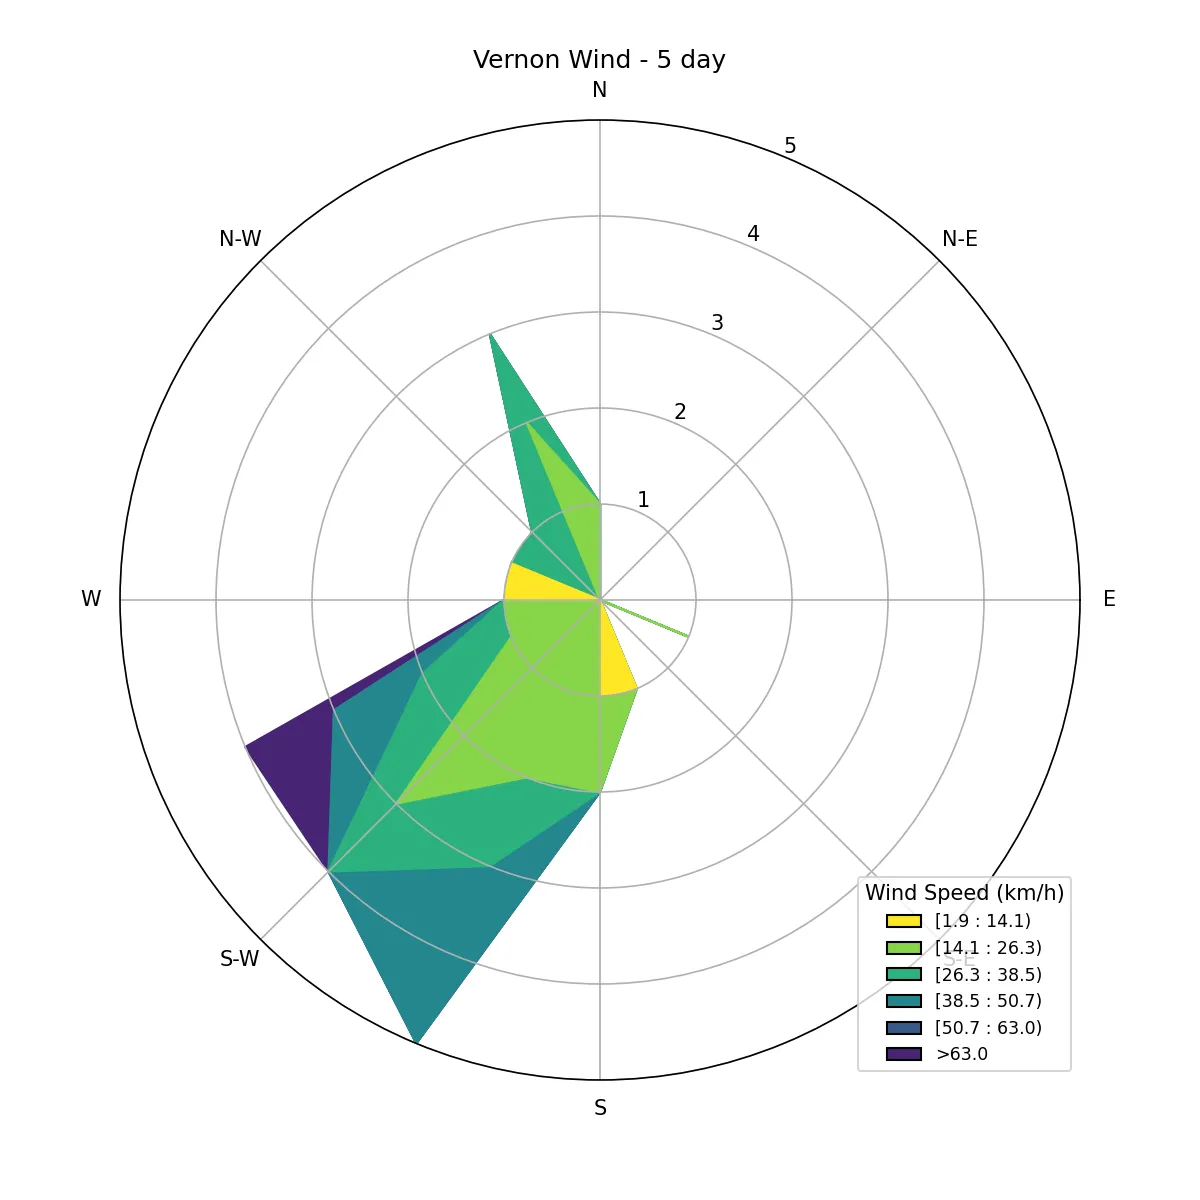 Vernon Wind - 5 day
N
5
N-W
4
N-E
3
2
1
W
E
Wind Speed (km/h)
[1.9 : 14.1)
[14.1 : 26.3)
S-W
S-E
[26.3 : 38.5)
[38.5 : 50.7)
[50.7 : 63.0)
>63.0
S